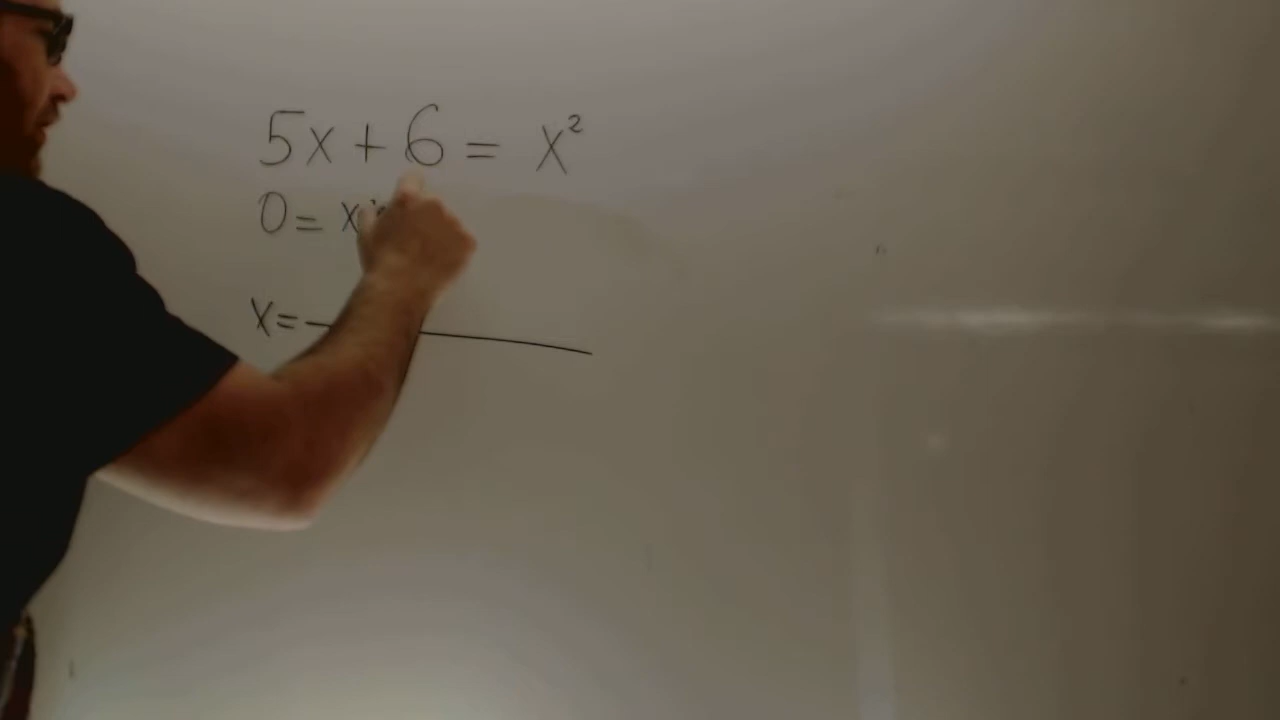 5x + 6 = x²
0 = x
x =